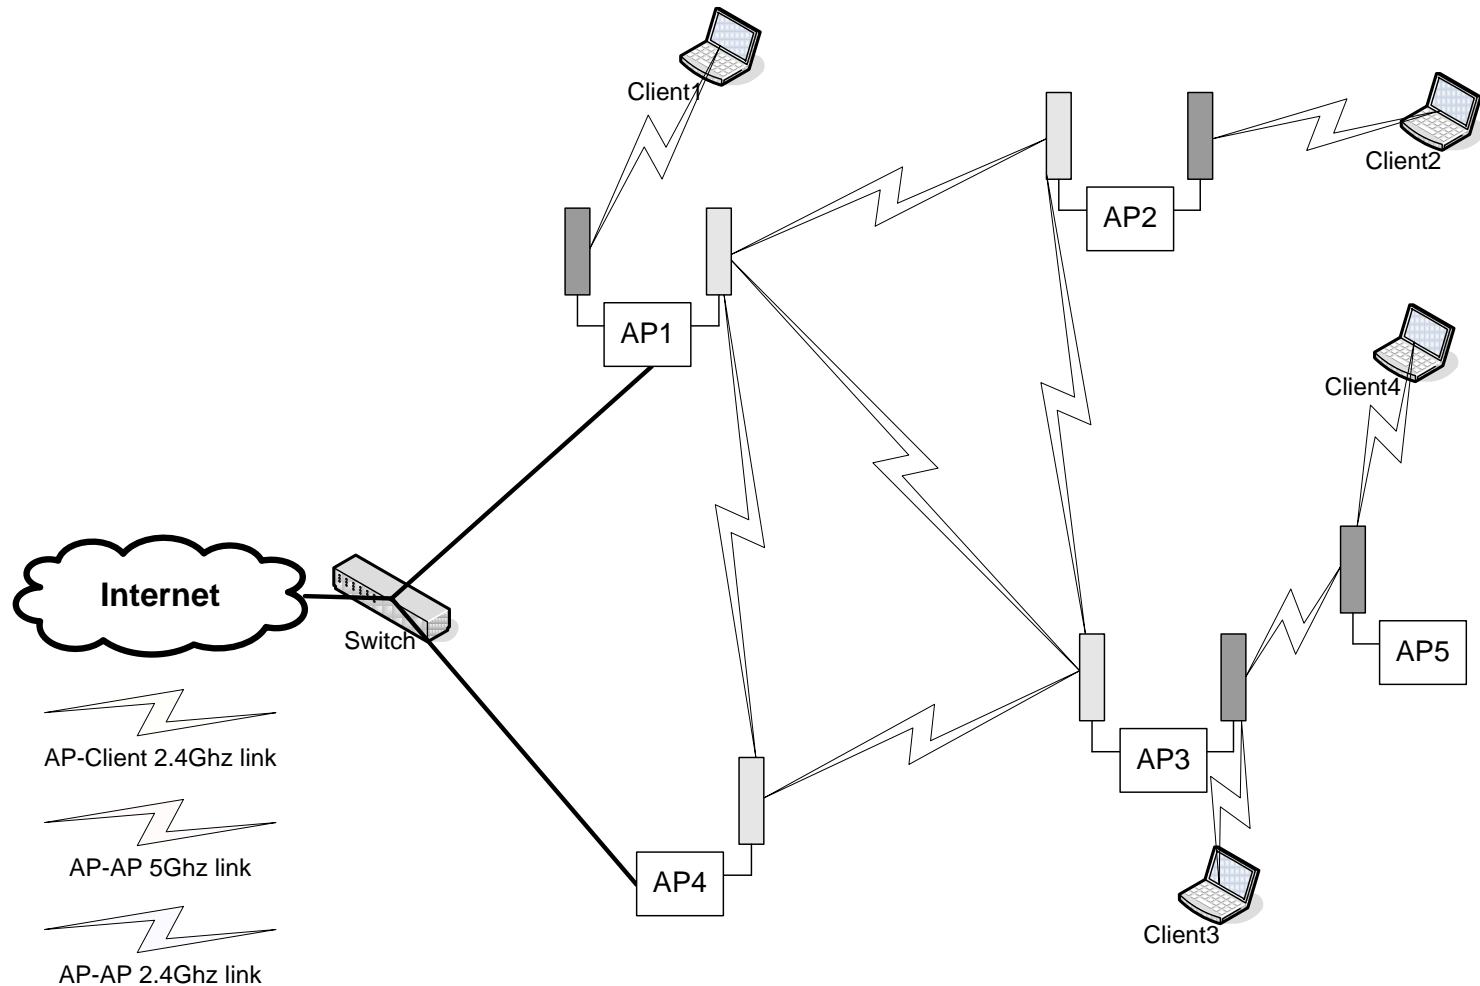 Client1
Client2
AP2
AP1
Client4
Internet
Switch
AP5
AP-Client 2.4Ghz link
AP3
AP-AP 5Ghz link
AP4
Client3
AP-AP 2.4Ghz link